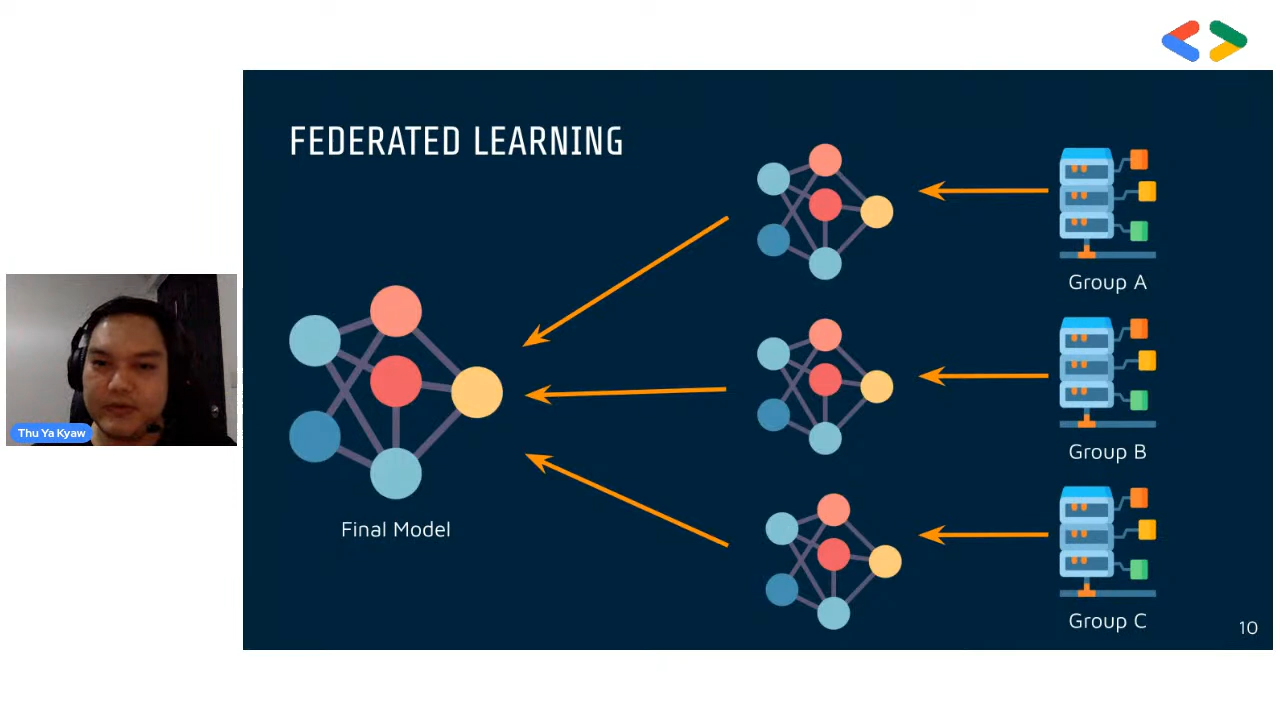 FEDERATED LEARNING
Group A
Thu Ya Kyaw
Group B
Final Model
Group C
10